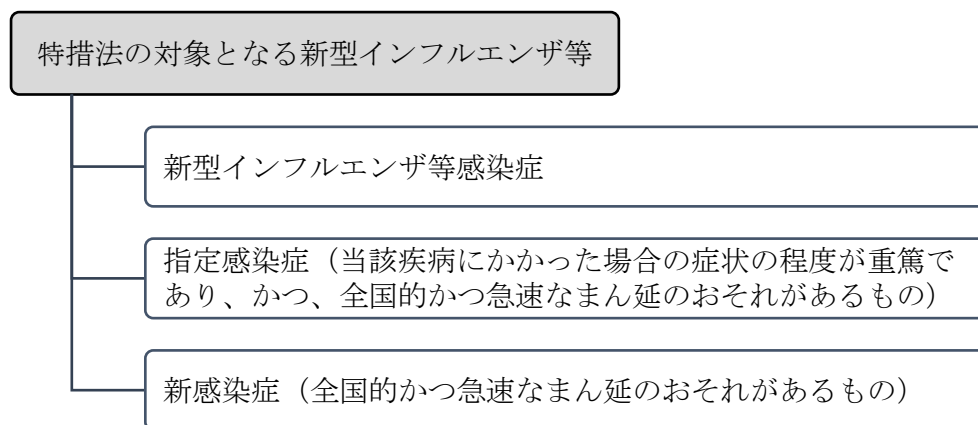 特措法の対象となる新型インフルエンザ等
新型インフルエンザ等感染症
指定感染症（当該疾病にかかった場合の症状の程度が重篤で
あり、かつ、全国的かつ急速なまん延のおそれがあるもの）
新感染症（全国的かつ急速なまん延のおそれがあるもの）